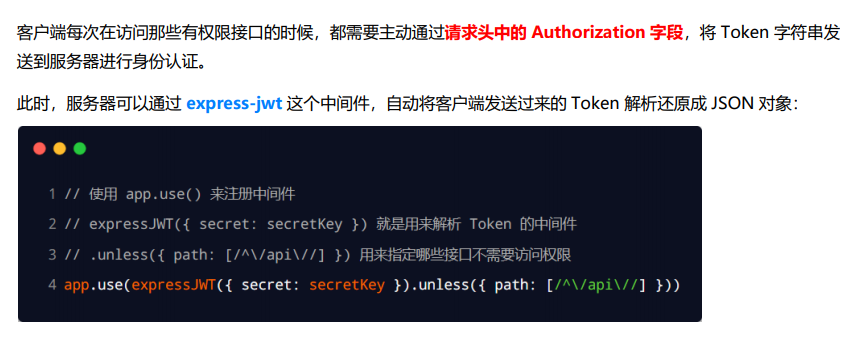 客户端每次在访问那些有权限接口的时候，都需要主动通过请求头中的 Authorization 字段，将 Token 字符串发
送到服务器进行身份认证。
此时，服务器可以通过 express-jwt 这个中间件，自动将客户端发送过来的 Token 解析还原成 JSON 对象：
1 // 使用 app.use() 来注册中间件
2 // expressJWT({ secret: secretKey }) 就是用来解析 Token 的中间件
3 // .unless({ path: [/^\/api\//] }) 用来指定哪些接口不需要访问权限
4 app.use(expressJWT({ secret: secretKey }).unless({ path: [/^\/api\//] }))